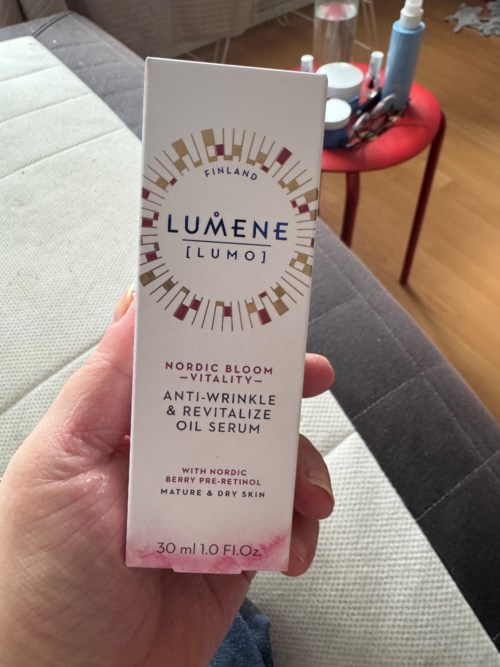 FINLAND
LUMENE
[LUMO]
NORDIC BLOOM
—VITALITY—
ANTI-WRINKLE
& REVITALIZE
OIL SERUM
WITH NORDIC
BERRY PRE-RETINOL
MATURE & DRY SKIN
30 ml 1.0 Fl.Oz.